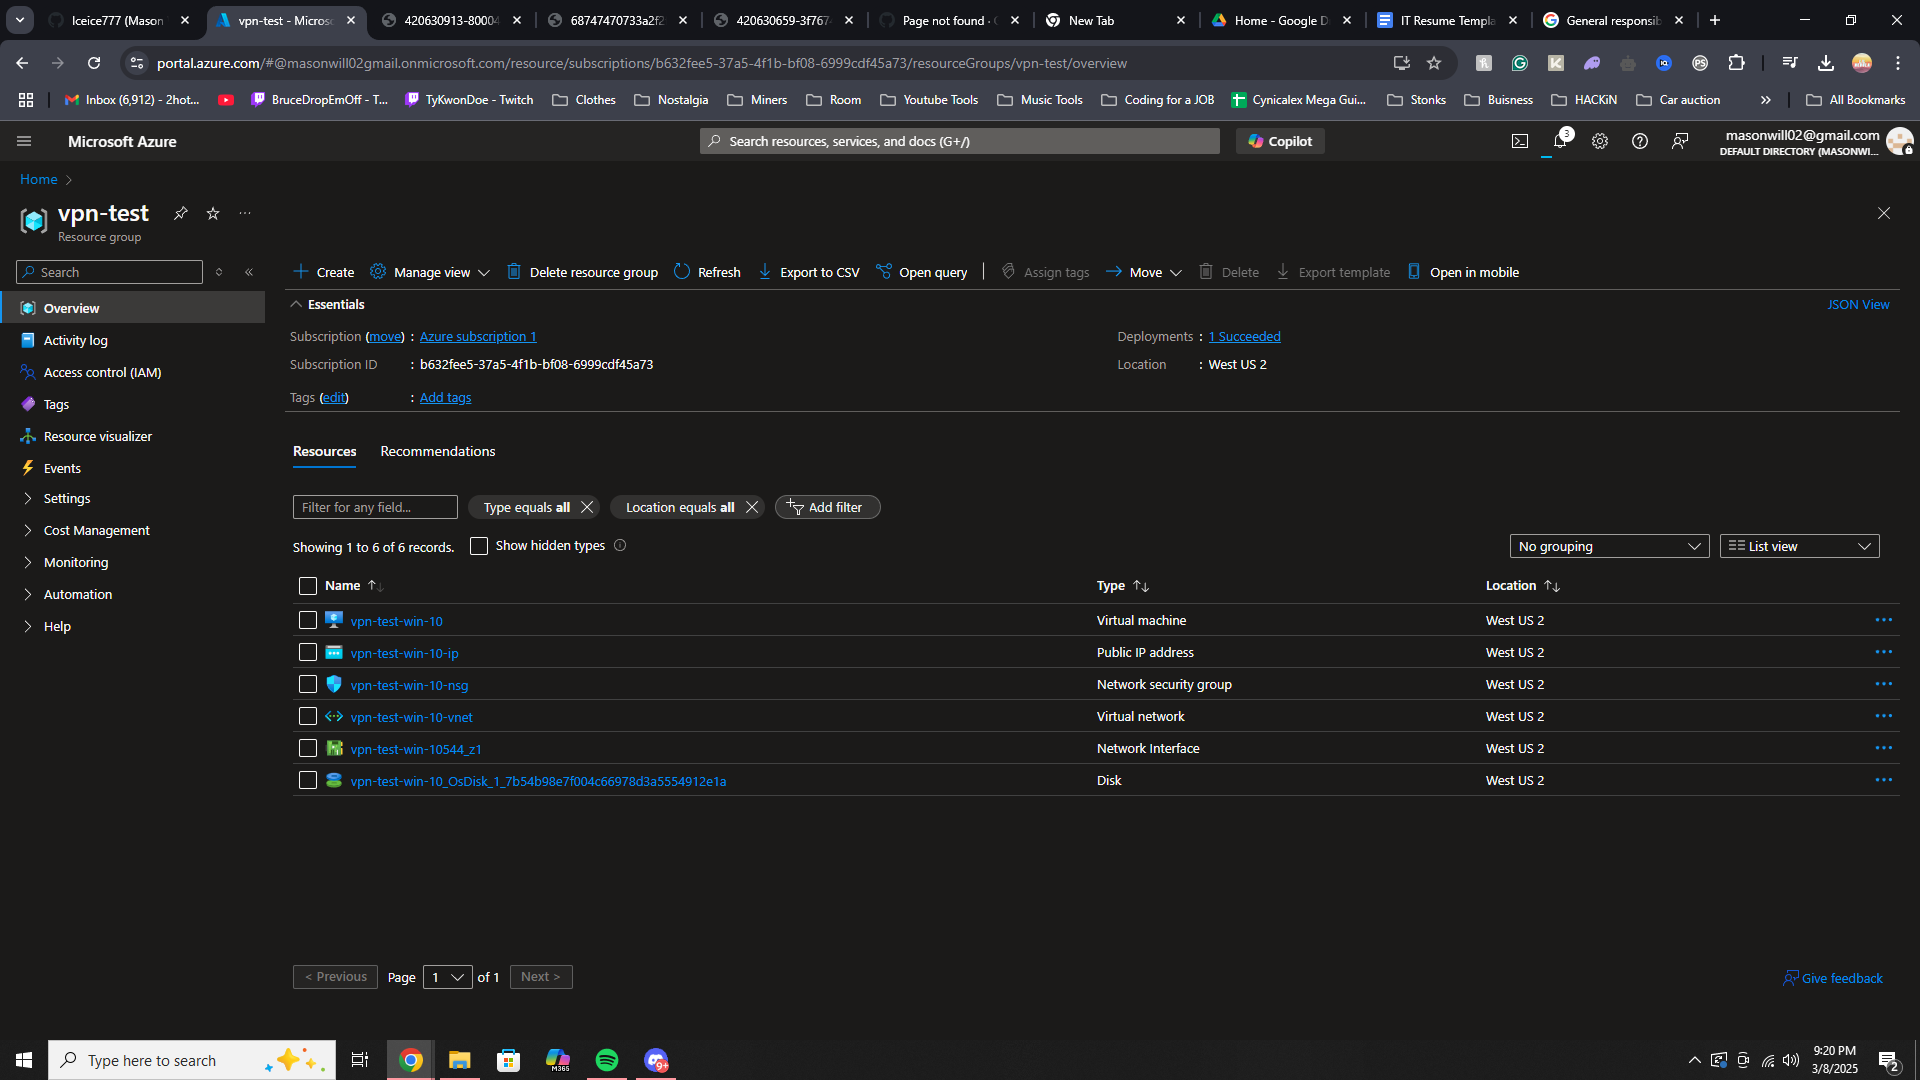 Iceice777 (Mason
vpn-test - Micros
420630913-80004
68747470733a2f2
420630659-3f767
Page not found · G
New Tab
Home - Google D
IT Resume Templa
General responsib
portal.azure.com/#@masonwill02gmail.onmicrosoft.com/resource/subscriptions/b632fee5-37a5-4f1b-bf08-6999cdf45a73/resourceGroups/vpn-test/overview
Inbox (6,912) - 2hot...
BruceDropEmOff - T...
TyKwonDoe - Twitch
Clothes
Nostalgia
Miners
Room
Youtube Tools
Music Tools
Coding for a JOB
Cynicalex Mega Gui...
Stonks
Buisness
HACKiN
Car auction
All Bookmarks
Microsoft Azure
Search resources, services, and docs (G+/)
Copilot
3
masonwill02@gmail.com
DEFAULT DIRECTORY (MASONWI...
Home
vpn-test
Resource group
Search
Create
Manage view
Delete resource group
Refresh
Export to CSV
Open query
Assign tags
Move
Delete
Export template
Open in mobile
Overview
Activity log
Access control (IAM)
Tags
Resource visualizer
Events
Settings
Cost Management
Monitoring
Automation
Help
Essentials
JSON View
Subscription (move) : Azure subscription 1
Deployments : 1 Succeeded
Subscription ID : b632fee5-37a5-4f1b-bf08-6999cdf45a73
Location : West US 2
Tags (edit) : Add tags
Resources Recommendations
Filter for any field...
Type equals all
Location equals all
Add filter
Showing 1 to 6 of 6 records.
Show hidden types
No grouping
List view
Name Type Location
vpn-test-win-10 Virtual machine West US 2
vpn-test-win-10-ip Public IP address West US 2
vpn-test-win-10-nsg Network security group West US 2
vpn-test-win-10-vnet Virtual network West US 2
vpn-test-win-10544_z1 Network Interface West US 2
vpn-test-win-10_OsDisk_1_7b54b98e7f004c66978d3a5554912e1a Disk West US 2
< Previous Page 1 of 1 Next >
Give feedback
Type here to search
M365
9+
9:20 PM
3/8/2025
2